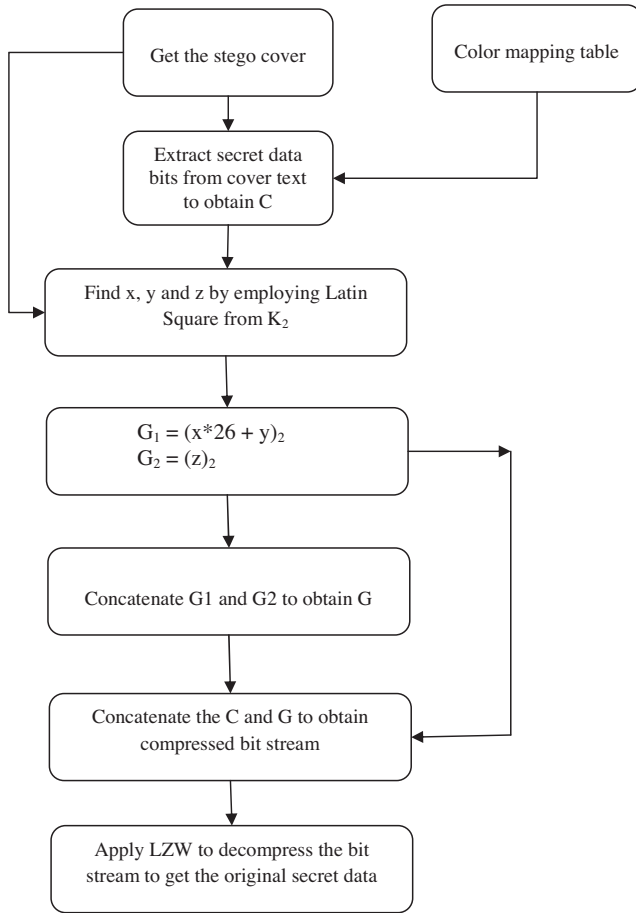 Get the stego cover
Color mapping table
Extract secret data
bits from cover text
to obtain C
Find x, y and z by employing Latin
Square from K₂
G₁ = (x*26 + y)₂
G₂ = (z)₂
Concatenate G1 and G2 to obtain G
Concatenate the C and G to obtain
compressed bit stream
Apply LZW to decompress the bit
stream to get the original secret data